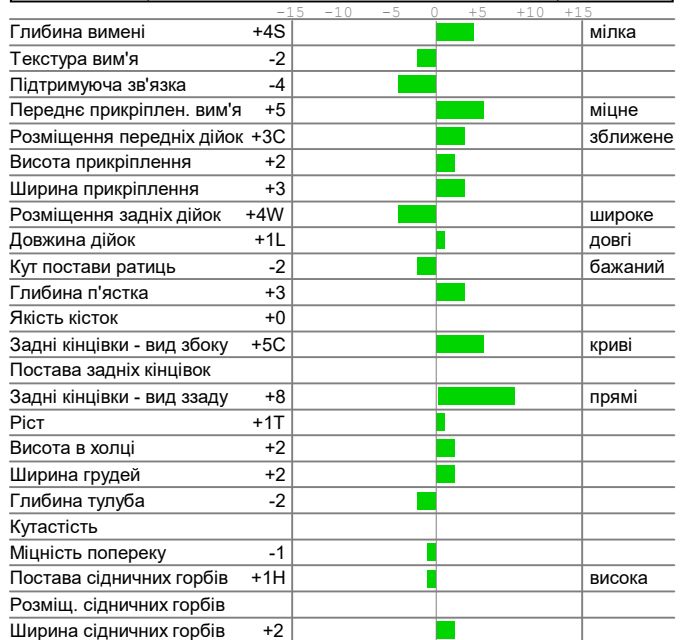 -15 -10 -5 0 +5 +10 +15
Глибина вимені +4S мілка
Текстура вим'я -2
Підтримуюча зв'язка -4
Переднє прикріплен. вим'я +5 міцне
Розміщення передніх дійок +3C зближене
Висота прикріплення +2
Ширина прикріплення +3
Розміщення задніх дійок +4W широке
Довжина дійок +1L довгі
Кут постави ратиць -2 бажаний
Глибина п'ястка +3
Якість кісток +0
Задні кінцівки - вид збоку +5C криві
Постава задніх кінцівок
Задні кінцівки - вид ззаду +8 прямі
Ріст +1T
Висота в холці +2
Ширина грудей +2
Глибина тулуба -2
Кутастість
Міцність попереку -1
Постава сідничних горбів +1H висока
Розміщ. сідничних горбів
Ширина сідничних горбів +2